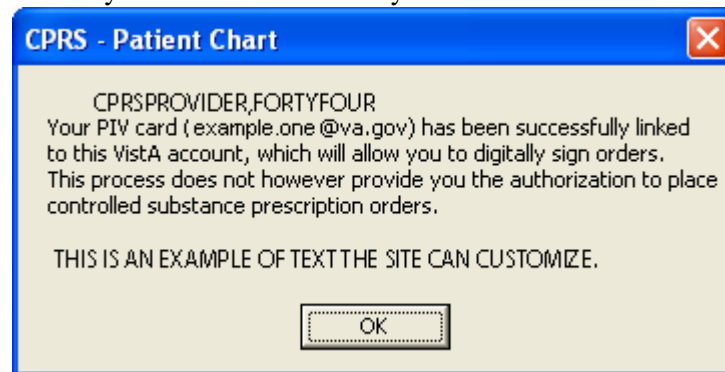 CPRS - Patient Chart
CPRSPROVIDER,FORTYFOUR
Your PIV card (example.one@va.gov) has been successfully linked
to this VistA account, which will allow you to digitally sign orders.
This process does not however provide you the authorization to place
controlled substance prescription orders.
THIS IS AN EXAMPLE OF TEXT THE SITE CAN CUSTOMIZE.
OK